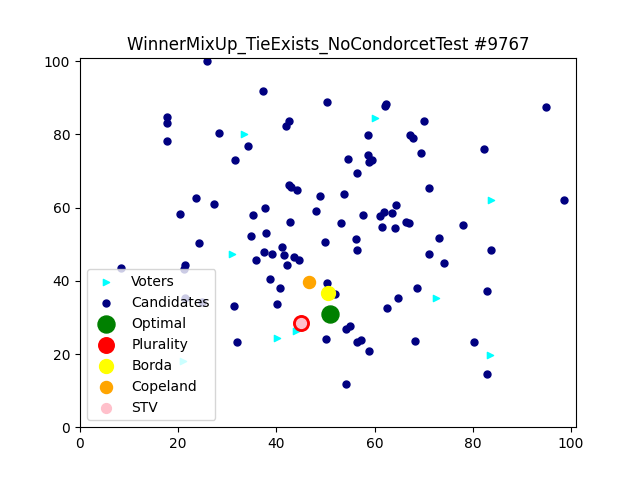 WinnerMixUp_TieExists_NoCondorcetTest #9767
100
80
60
40
20
0
Voters
Candidates
Optimal
Plurality
Borda
Copeland
STV
0 20 40 60 80 100